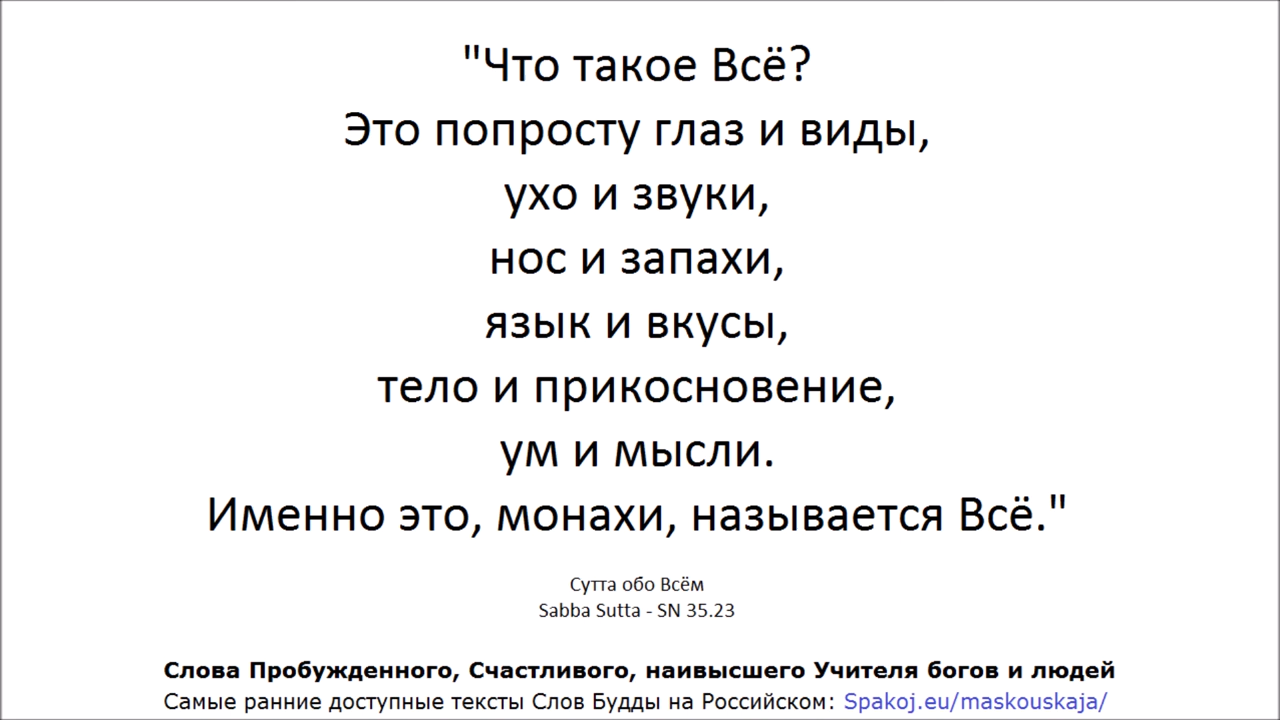 "Что такое Всё?
Это попросту глаз и виды,
ухо и звуки,
нос и запахи,
язык и вкусы,
тело и прикосновение,
ум и мысли.
Именно это, монахи, называется Всё."
Сутта обо Всём
Sabba Sutta - SN 35.23
Слова Пробужденного, Счастливого, наивысшего Учителя богов и людей
Самые ранние доступные тексты Слов Будды на Российском: Spakoj.eu/maskouskaja/